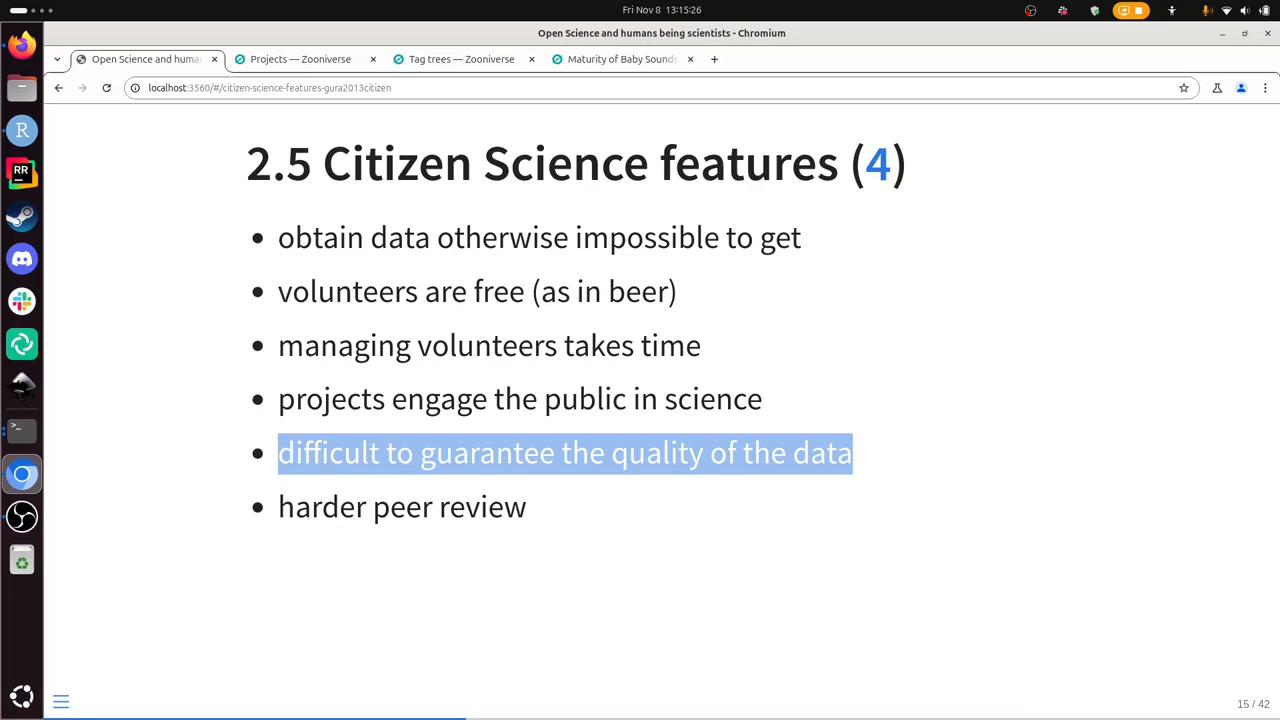 Fri Nov 8 13:15:26
Open Science and humans being scientists - Chromium
Open Science and huma
Projects — Zooniverse
Tag trees — Zooniverse
Maturity of Baby Sounds
localhost:3560/#/citizen-science-features-gura2013citizen
R
RR
2.5 Citizen Science features (4)
• obtain data otherwise impossible to get
• volunteers are free (as in beer)
• managing volunteers takes time
• projects engage the public in science
• difficult to guarantee the quality of the data
• harder peer review
15 / 42